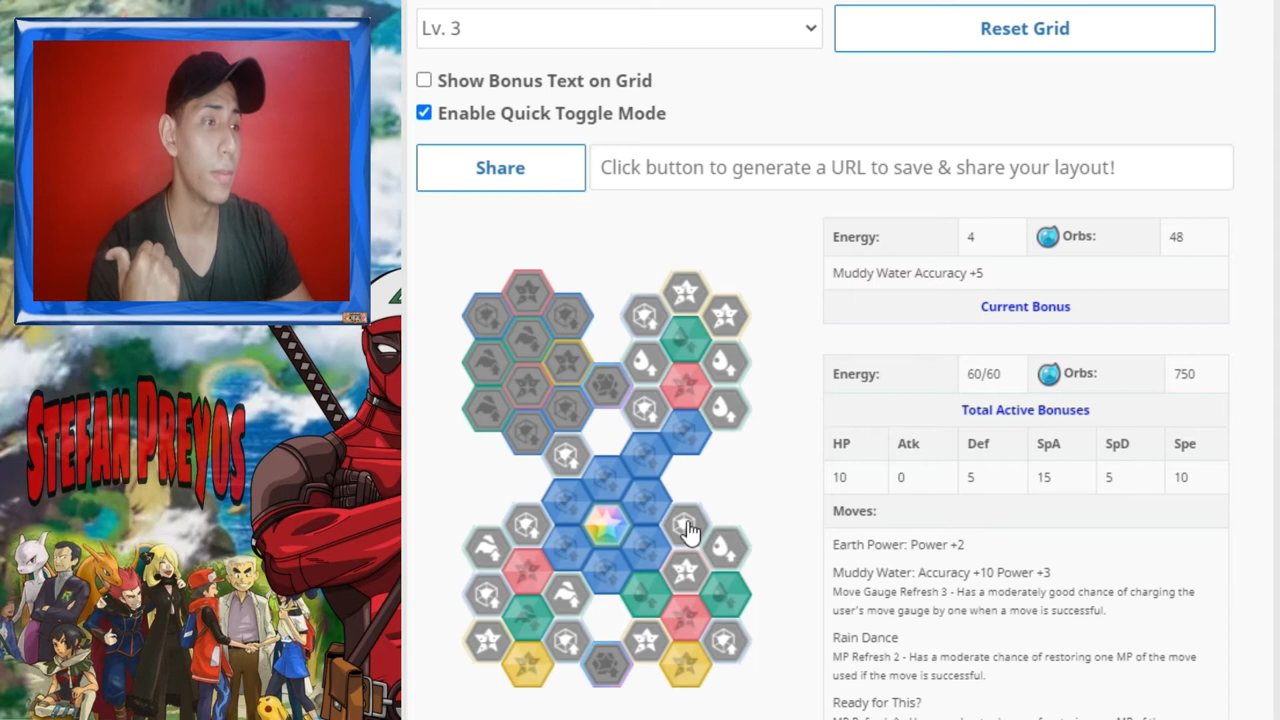 Lv. 3
Reset Grid
Show Bonus Text on Grid
Enable Quick Toggle Mode
Share
Click button to generate a URL to save & share your layout!
Energy: 4 Orbs: 48
Muddy Water Accuracy +5
Current Bonus
Energy: 60/60 Orbs: 750
Total Active Bonuses
HP Atk Def SpA SpD Spe
10 0 5 15 5 10
Moves:
Earth Power: Power +2
Muddy Water: Accuracy +10 Power +3
Move Gauge Refresh 3 - Has a moderately good chance of charging the
user's move gauge by one when a move is successful.
Rain Dance
MP Refresh 2 - Has a moderate chance of restoring one MP of the move
used if the move is successful.
Ready for This?
STEFAN PREYOS